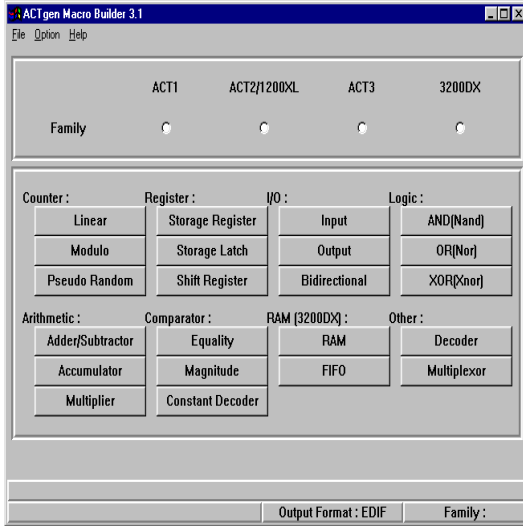 ACTgen Macro Builder 3.1
File Option Help
ACT1 ACT2/1200XL ACT3 3200DX
Family
Counter : Register : I/O : Logic :
Linear Storage Register Input AND(Nand)
Modulo Storage Latch Output OR(Nor)
Pseudo Random Shift Register Bidirectional XOR(Xnor)
Arithmetic : Comparator : RAM (3200DX) : Other :
Adder/Subtractor Equality RAM Decoder
Accumulator Magnitude FIFO Multiplexor
Multiplier Constant Decoder
Output Format : EDIF Family :